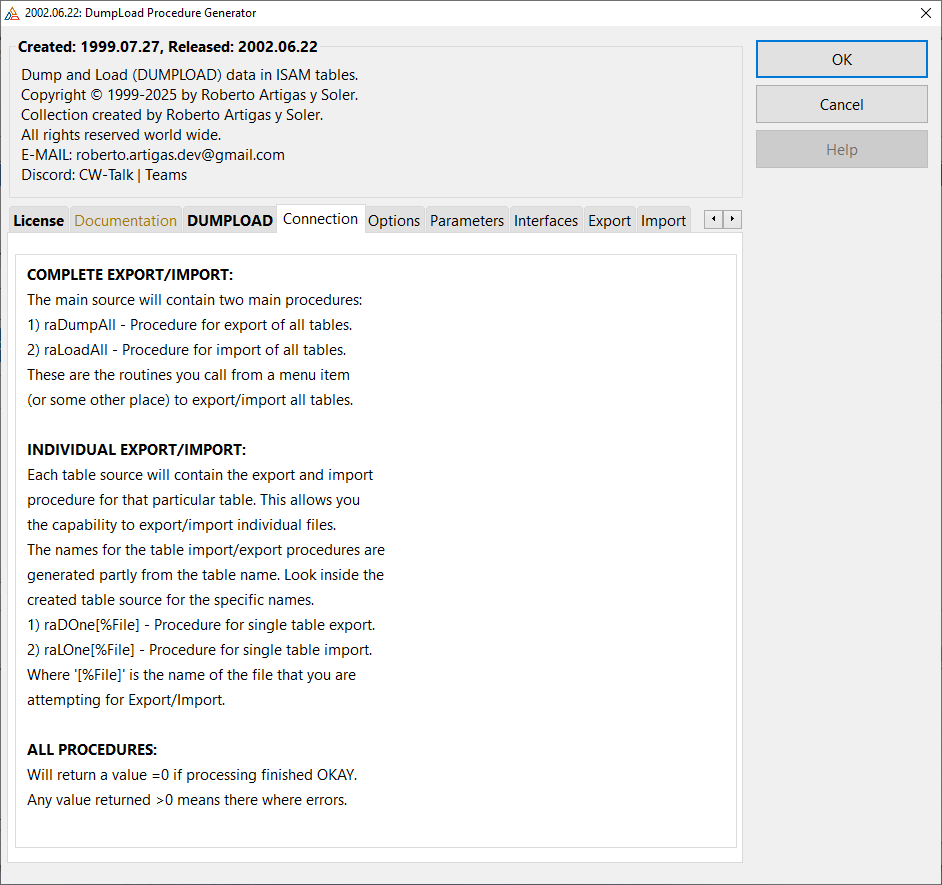 2002.06.22: DumpLoad Procedure Generator
Created: 1999.07.27, Released: 2002.06.22
Dump and Load (DUMPLOAD) data in ISAM tables.
Copyright © 1999-2025 by Roberto Artigas y Soler.
Collection created by Roberto Artigas y Soler.
All rights reserved world wide.
E-MAIL: roberto.artigas.dev@gmail.com
Discord: CW-Talk | Teams
OK
Cancel
Help
License Documentation DUMPLOAD Connection Options Parameters Interfaces Export Import
COMPLETE EXPORT/IMPORT:
The main source will contain two main procedures:
1) raDumpAll - Procedure for export of all tables.
2) raLoadAll - Procedure for import of all tables.
These are the routines you call from a menu item
(or some other place) to export/import all tables.
INDIVIDUAL EXPORT/IMPORT:
Each table source will contain the export and import
procedure for that particular table. This allows you
the capability to export/import individual files.
The names for the table import/export procedures are
generated partly from the table name. Look inside the
created table source for the specific names.
1) raDOne[%File] - Procedure for single table export.
2) raLOne[%File] - Procedure for single table import.
Where '[%File]' is the name of the file that you are
attempting for Export/Import.
ALL PROCEDURES:
Will return a value =0 if processing finished OKAY.
Any value returned >0 means there where errors.